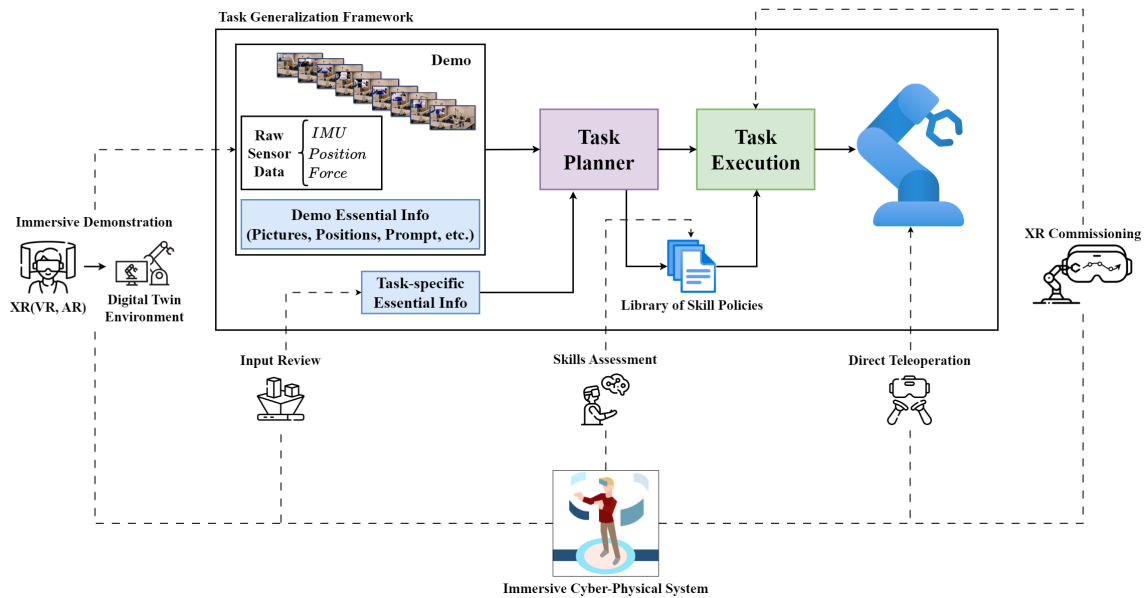 Task Generalization Framework
Demo
Raw
Sensor
Data
IMU
Position
Force
Demo Essential Info
(Pictures, Positions, Prompt, etc.)
Task-specific
Essential Info
Task
Planner
Task
Execution
Library of Skill Policies
Immersive Demonstration
XR(VR, AR)
Digital Twin
Environment
XR Commissioning
Input Review
Skills Assessment
Direct Teleoperation
Immersive Cyber-Physical System